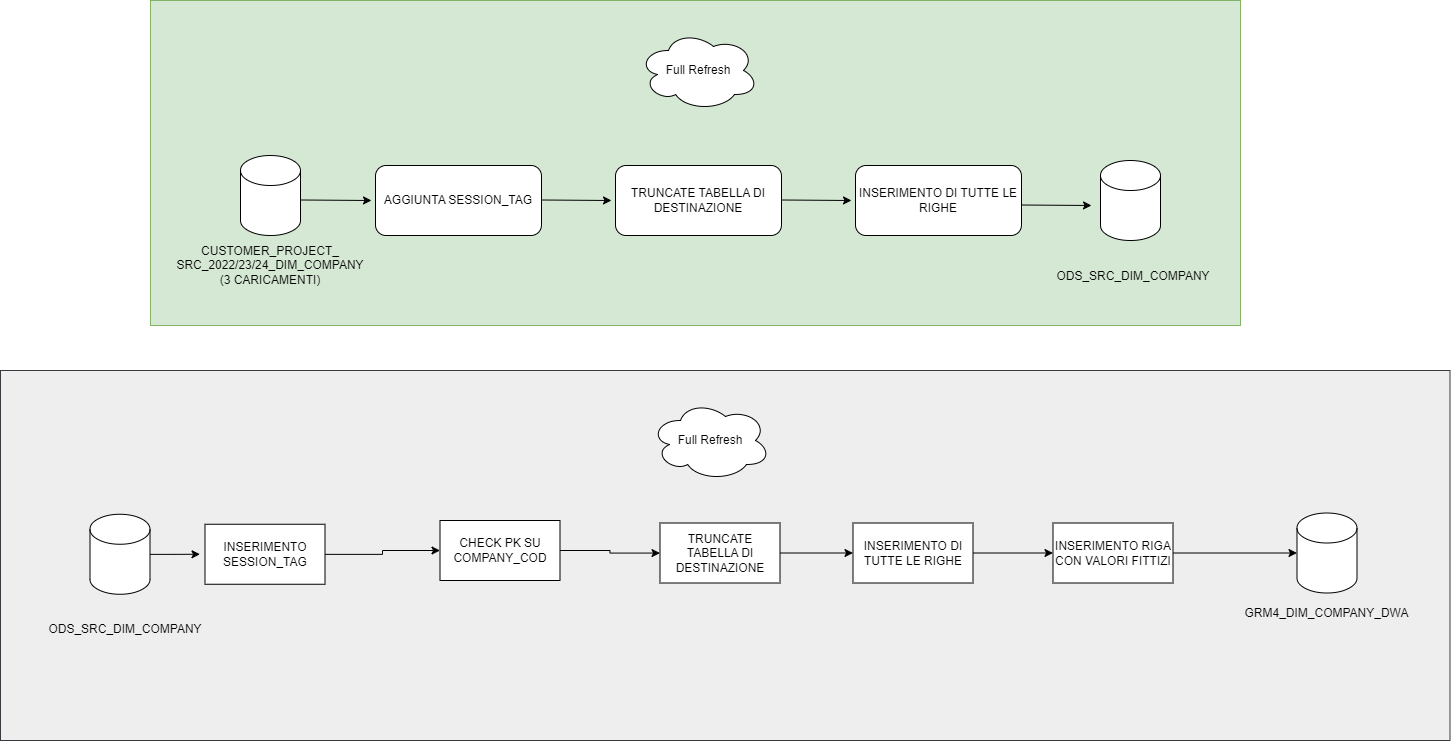 Full Refresh
AGGIUNTA SESSION_TAG
TRUNCATE TABELLA DI
DESTINAZIONE
INSERIMENTO DI TUTTE LE
RIGHE
CUSTOMER_PROJECT_
SRC_2022/23/24_DIM_COMPANY
(3 CARICAMENTI)
ODS_SRC_DIM_COMPANY
Full Refresh
INSERIMENTO
SESSION_TAG
CHECK PK SU
COMPANY_COD
TRUNCATE
TABELLA DI
DESTINAZIONE
INSERIMENTO DI
TUTTE LE RIGHE
INSERIMENTO RIGA
CON VALORI FITTIZI
ODS_SRC_DIM_COMPANY
GRM4_DIM_COMPANY_DWA